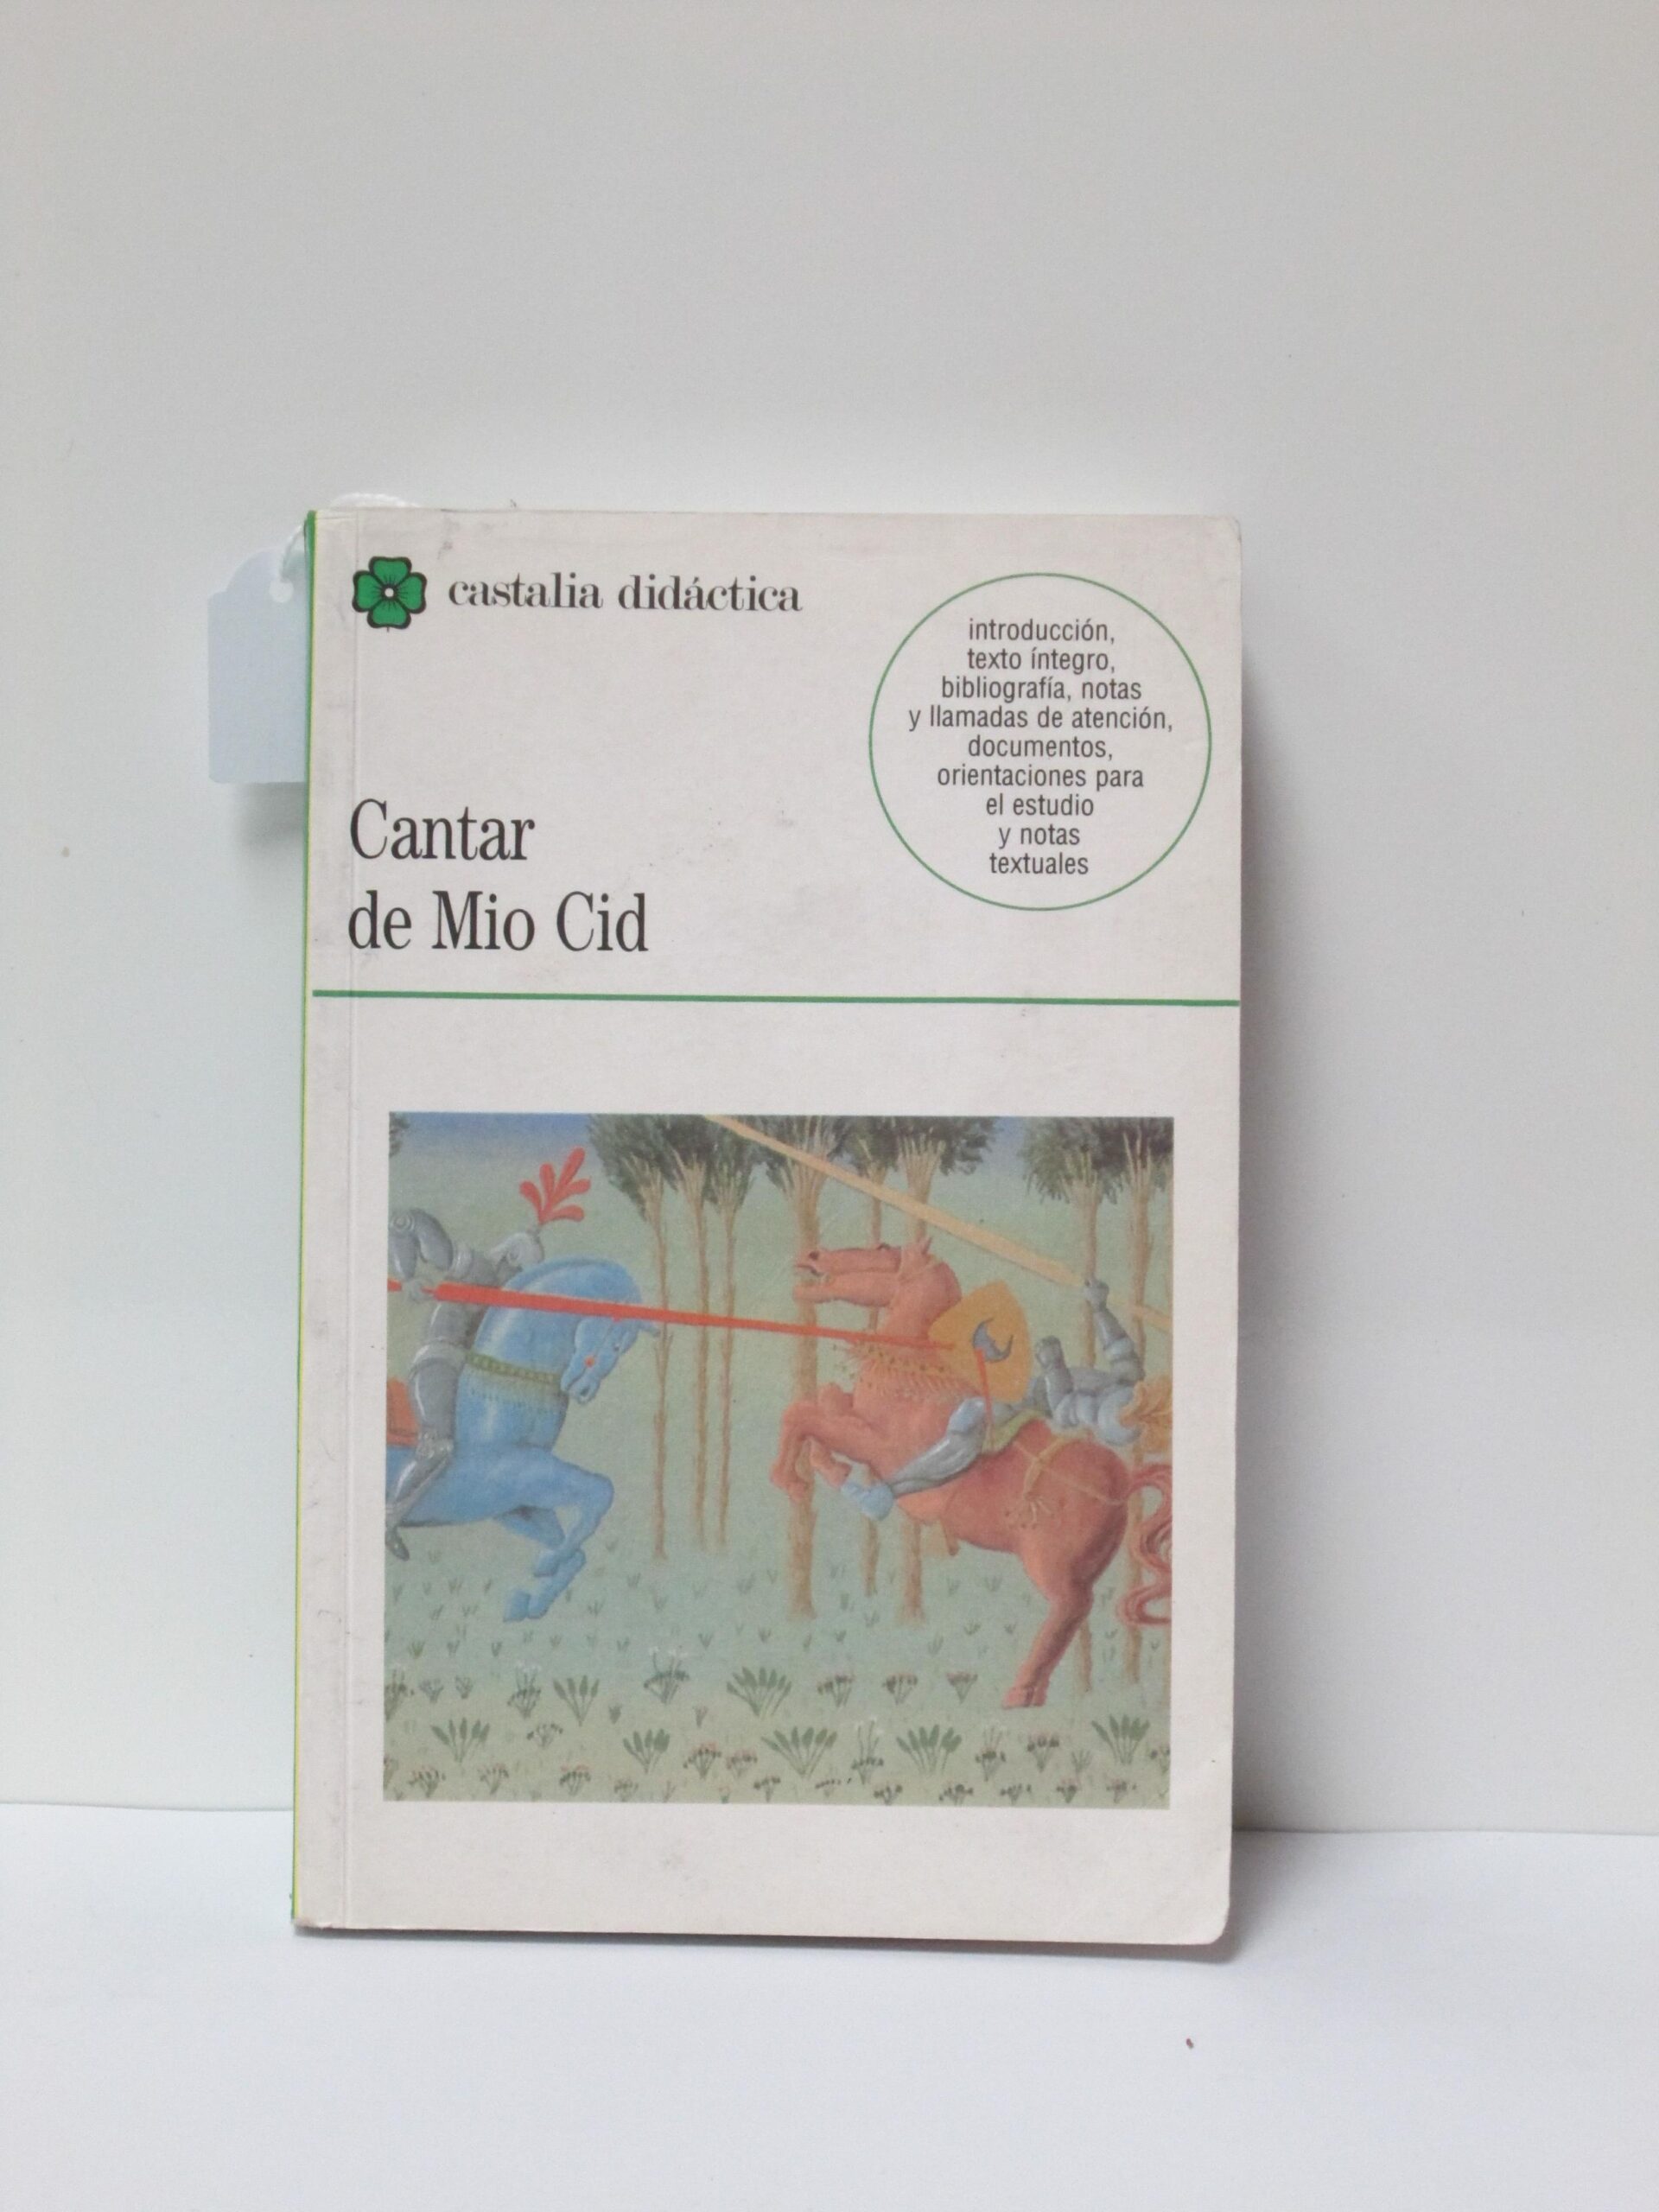 castalia didáctica
introducción,
texto íntegro,
bibliografía, notas
y llamadas de atención,
documentos,
orientaciones para
el estudio
y notas
textuales
Cantar
de Mio Cid